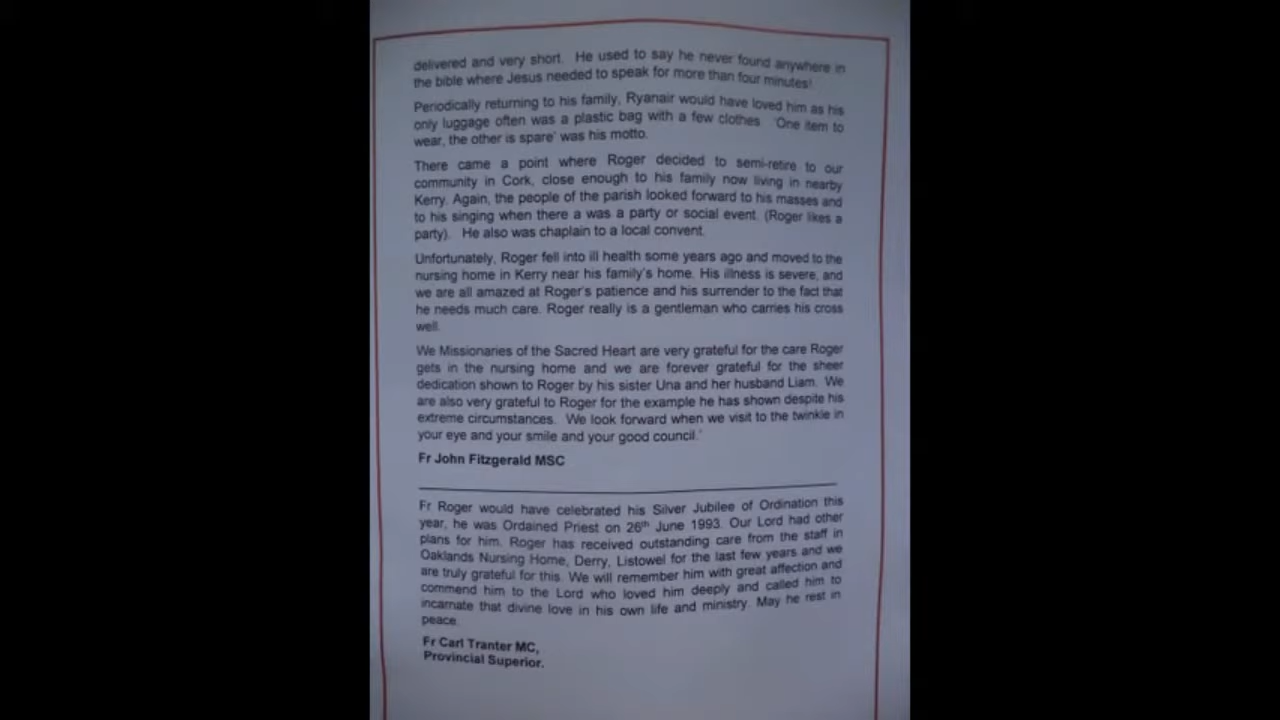 delivered and very short. He used to say he never found anywhere in
the bible where Jesus needed to speak for more than four minutes!
Periodically returning to his family, Ryanair would have loved him as his
only luggage often was a plastic bag with a few clothes. 'One item to
wear, the other is spare' was his motto.
There came a point where Roger decided to semi-retire to our
community in Cork, close enough to his family now living in nearby
Kerry. Again, the people of the parish looked forward to his masses and
to his singing when there a was a party or social event. (Roger likes a
party). He also was chaplain to a local convent.
Unfortunately, Roger fell into ill health some years ago and moved to the
nursing home in Kerry near his family's home. His illness is severe, and
we are all amazed at Roger's patience and his surrender to the fact that
he needs much care. Roger really is a gentleman who carries his cross
well.
We Missionaries of the Sacred Heart are very grateful for the care Roger
gets in the nursing home and we are forever grateful for the sheer
dedication shown to Roger by his sister Una and her husband Liam. We
are also very grateful to Roger for the example he has shown despite his
extreme circumstances. We look forward when we visit to the twinkle in
your eye and your smile and your good council.'
Fr John Fitzgerald MSC
Fr Roger would have celebrated his Silver Jubilee of Ordination this
year, he was Ordained Priest on 26th June 1993. Our Lord had other
plans for him. Roger has received outstanding care from the staff in
Oaklands Nursing Home, Derry, Listowel for the last few years and we
are truly grateful for this. We will remember him with great affection and
commend him to the Lord who loved him deeply and called him to
incarnate that divine love in his own life and ministry. May he rest in
peace.
Fr Carl Tranter MC,
Provincial Superior.